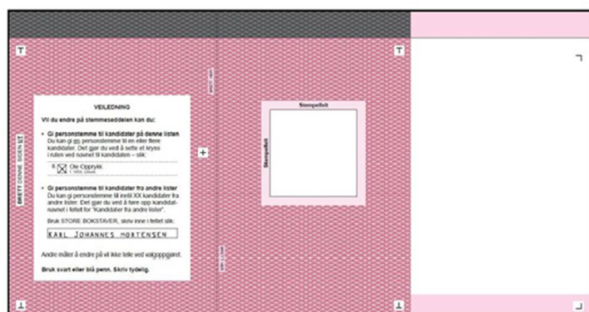 VEILEDNING
Vil du endre på stemmeseddelen kan du:
• Gi personstemme til kandidater på denne listen
Du kan gi en personstemme til en eller flere
kandidater. Det gjør du ved å sette et kryss
i ruten ved navnet til kandidaten – slik:
Ole Opprykk
• Gi personstemme til kandidater fra andre lister
Du kan gi personstemme til inntil XX kandidater fra
andre lister. Det gjør du ved å føre opp kandidat-
navnet i feltet for "Kandidater fra andre lister".
Bruk STORE BOKSTAVER, skriv inne i feltet slik:
KARL JOHANNES MORTENSEN
Andre måter å endre på vil ikke telle ved valgoppgjøret.
Bruk svart eller blå penn. Skriv tydelig.
BRETT DENNE SIDEN UT
Stempelfelt
Stempelfelt